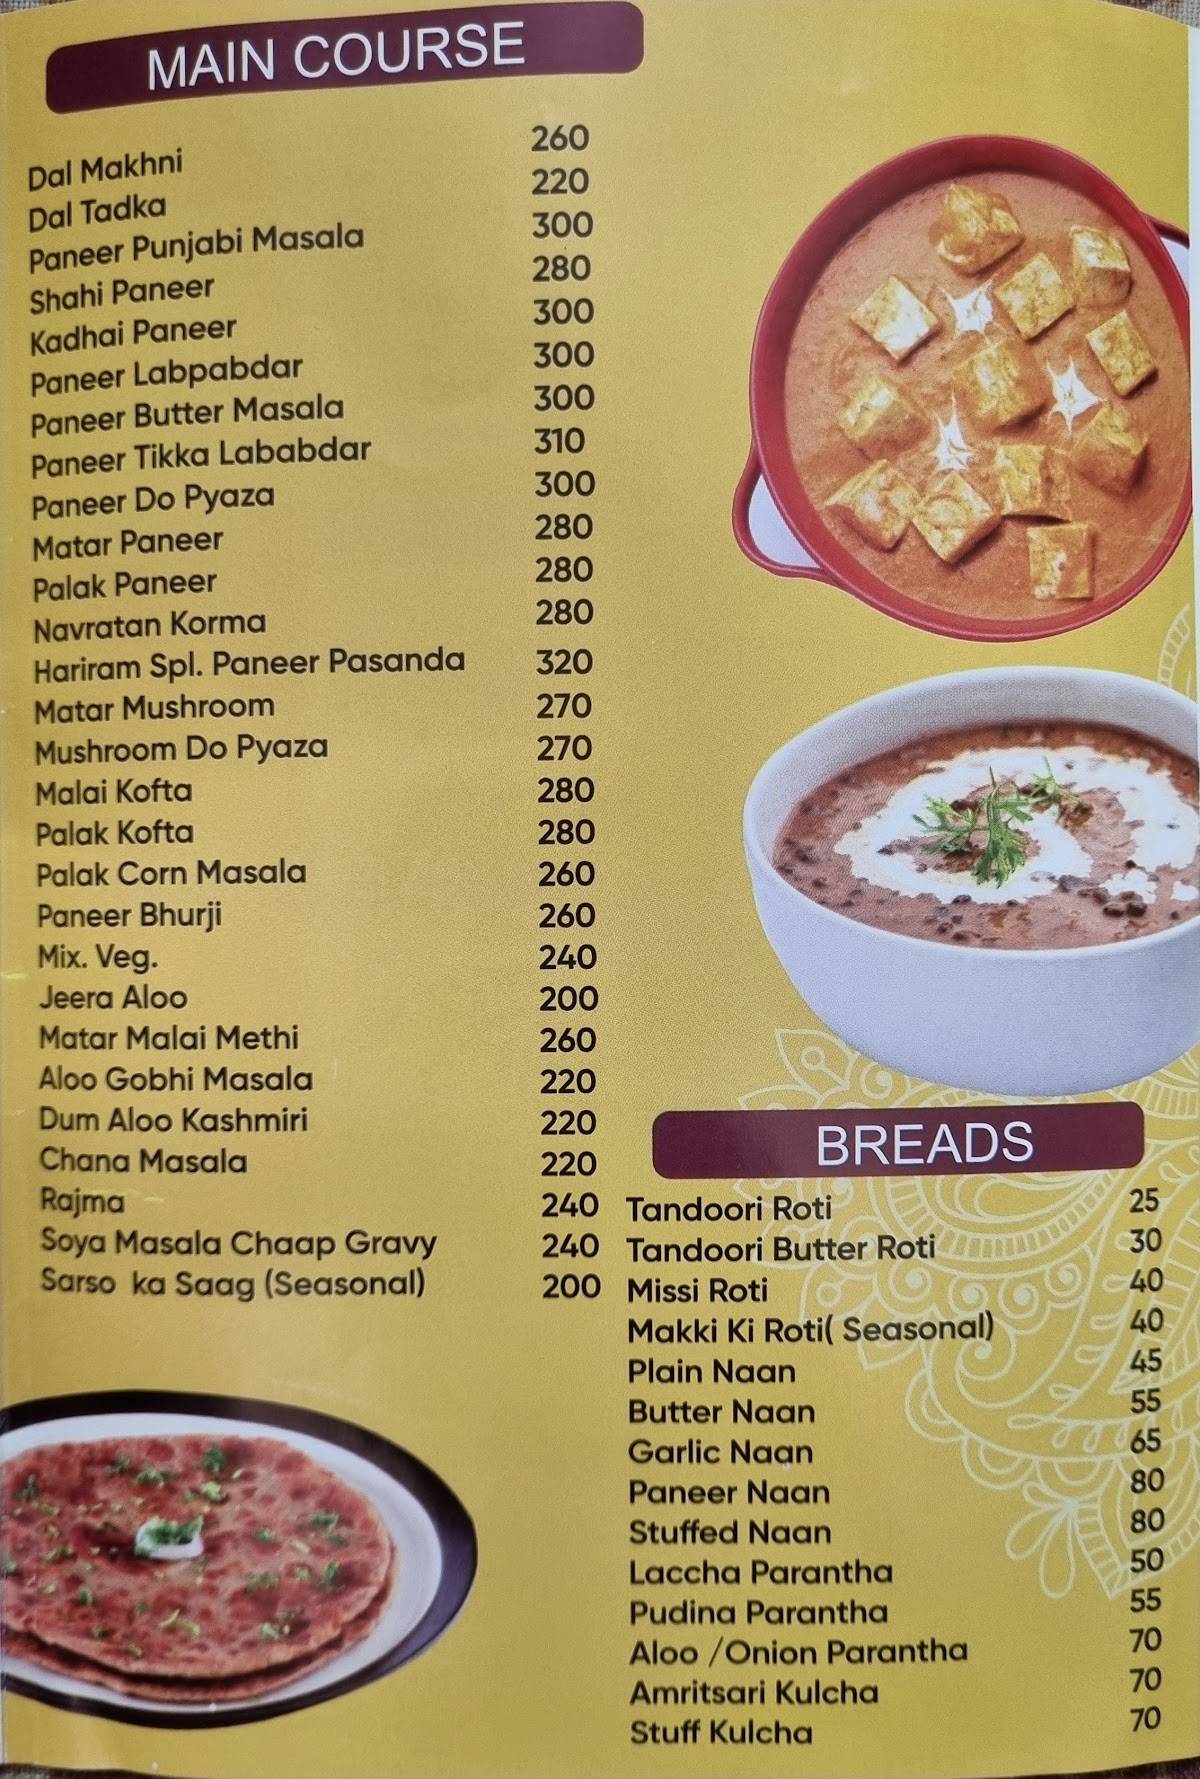 MAIN COURSE
Dal Makhni 260
Dal Tadka 220
Paneer Punjabi Masala 300
Shahi Paneer 280
Kadhai Paneer 300
Paneer Labpabdar 300
Paneer Butter Masala 300
Paneer Tikka Lababdar 310
Paneer Do Pyaza 300
Matar Paneer 280
Palak Paneer 280
Navratan Korma 280
Hariram Spl. Paneer Pasanda 320
Matar Mushroom 270
Mushroom Do Pyaza 270
Malai Kofta 280
Palak Kofta 280
Palak Corn Masala 260
Paneer Bhurji 260
Mix. Veg. 240
Jeera Aloo 200
Matar Malai Methi 260
Aloo Gobhi Masala 220
Dum Aloo Kashmiri 220
Chana Masala 220
Rajma 240
Soya Masala Chaap Gravy 240
Sarso ka Saag (Seasonal) 200
BREADS
Tandoori Roti 25
Tandoori Butter Roti 30
Missi Roti 40
Makki Ki Roti( Seasonal) 40
Plain Naan 45
Butter Naan 55
Garlic Naan 65
Paneer Naan 80
Stuffed Naan 80
Laccha Parantha 50
Pudina Parantha 55
Aloo /Onion Parantha 70
Amritsari Kulcha 70
Stuff Kulcha 70